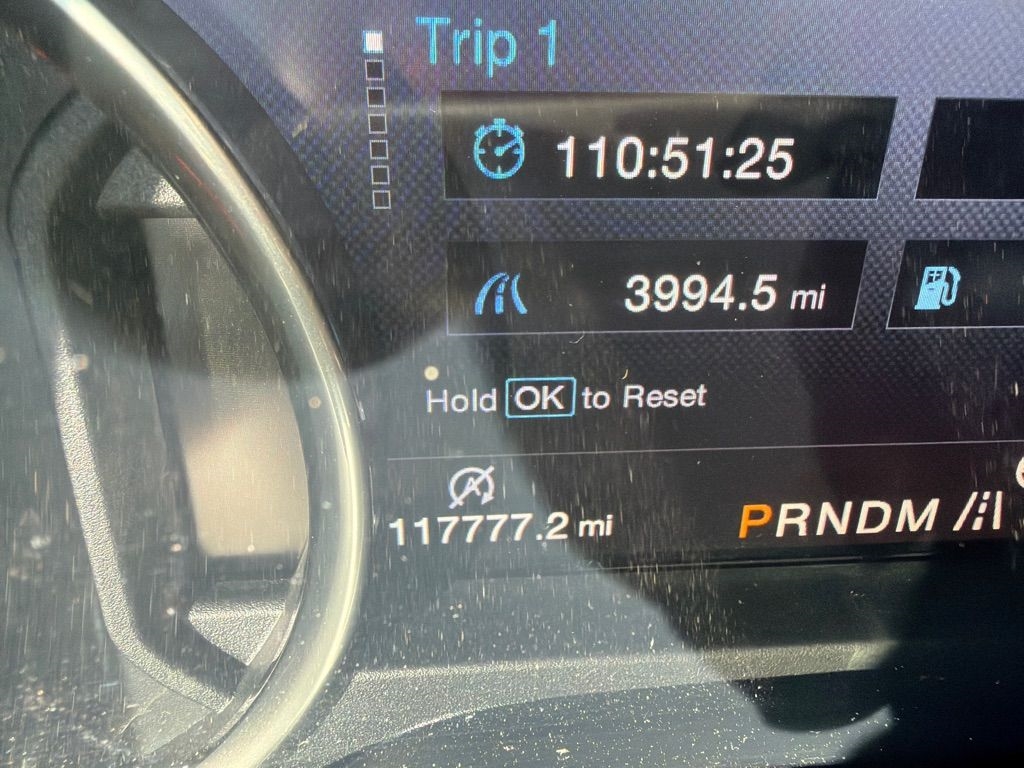 Trip 1
110:51:25
3994.5 mi
Hold OK to Reset
A
117777.2 mi
PRNDM